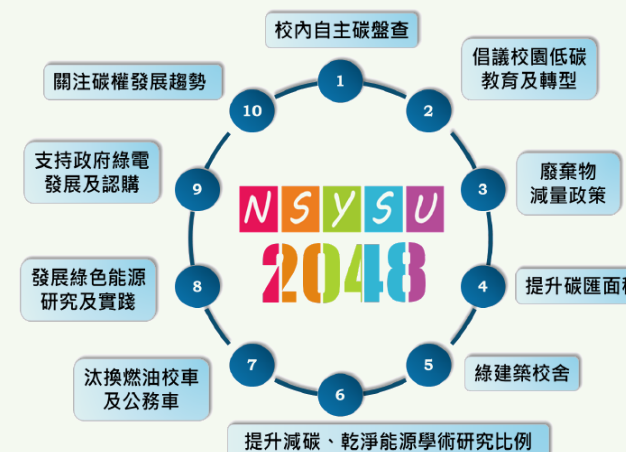 校內自主碳盤查
1
倡議校園低碳
教育及轉型
2
廢棄物
減量政策
3
提升碳匯面
4
綠建築校舍
5
提升減碳、乾淨能源學術研究比例
6
汰換燃油校車
及公務車
7
發展綠色能源
研究及實踐
8
支持政府綠電
發展及認購
9
關注碳權發展趨勢
10
NSYSU
2048